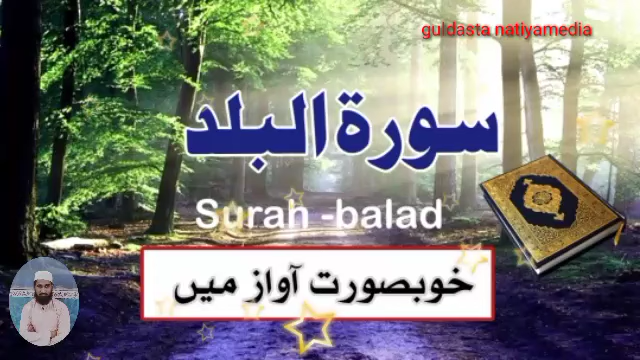 guldasta natiyamedia
سورة البلد
Surah -balad
خوبصورت آواز میں